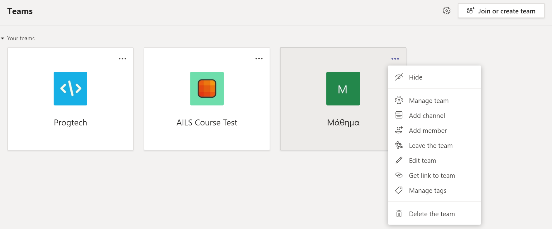 Teams
Join or create team
Your teams
Progtech
AILS Course Test
M
Μάθημα
Hide
Manage team
Add channel
Add member
Leave the team
Edit team
Get link to team
Manage tags
Delete the team